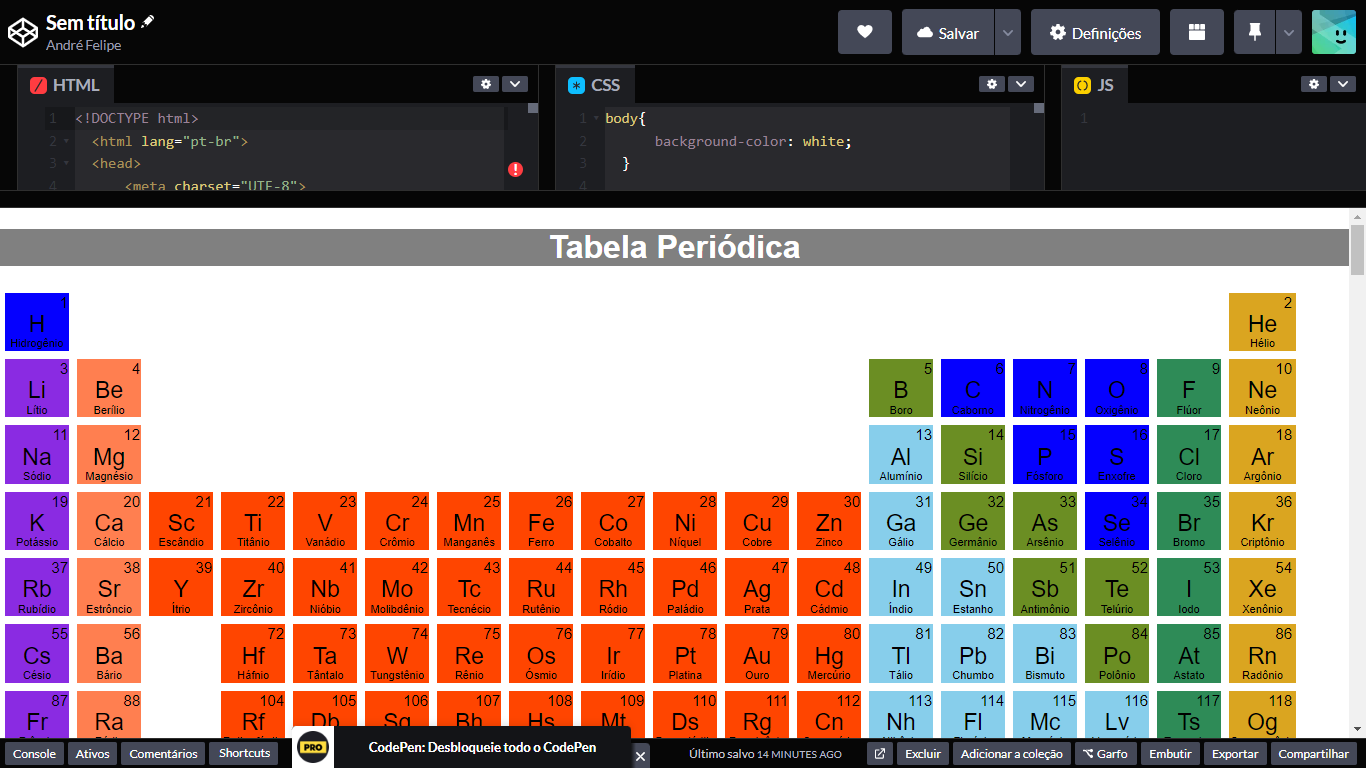 Sem título
André Felipe
Salvar
Definições
HTML
CSS
JS
1 <!DOCTYPE html>
2 <html lang="pt-br">
3 <head>
4 <meta charset="UTF-8">
1 body{
2 background-color: white;
3 }
4
1
Tabela Periódica
1 2
H He
Hidrogênio Hélio
3 4 5 6 7 8 9 10
Li Be B C N O F Ne
Lítio Berílio Boro Nitrogênio Oxigênio Flúor Neônio
11 12 13 14 15 16 17 18
Na Mg Al Si P S Cl Ar
Sódio Magnésio Alumínio Silício Enxofre Cloro Argônio
19 20 21 22 23 24 25 26 27 28 29 30 31 32 33 34 35 36
K Ca Sc Ti V Cr Mn Fe Co Ni Cu Zn Ga Ge As Se Br Kr
Potássio Cálcio Escândio Titânio Vanádio Crômio Manganês Ferro Cobalto Níquel Cobre Zinco Gálio Germânio Arsênio Selênio Bromo Criptônio
37 38 39 40 41 42 43 44 45 46 47 48 49 50 51 52 53 54
Rb Sr Y Zr Nb Mo Tc Ru Rh Pd Ag Cd In Sn Sb Te I Xe
Rubídio Estrôncio Ítrio Zircônio Nióbio Molibdênio Tecnécio Rutênio Ródio Paládio Prata Cádmio Índio Estanho Antimônio Telúrio Iodo Xenônio
55 56 72 73 74 75 76 77 78 79 80 81 82 83 84 85 86
Cs Ba Hf Ta W Re Os Ir Pt Au Hg Tl Pb Bi Po At Rn
Césio Bário Háfnio Tântalo Tungstênio Rênio Ósmio Irídio Platina Ouro Mercúrio Tálio Chumbo Bismuto Polônio Astato Radônio
87 88 104 105 106 107 108 109 110 111 112 113 114 115 116 117 118
Fr Ra Rf Db Sg Bh Hs Mt Ds Rg Cn Nh Fl Mc Lv Ts Og
Console
Ativos
Comentários
Shortcuts
PRO
CodePen: Desbloqueie todo o CodePen
Último salvo 14 MINUTES AGO
Excluir
Adicionar a coleção
Garfo
Embutir
Exportar
Compartilhar